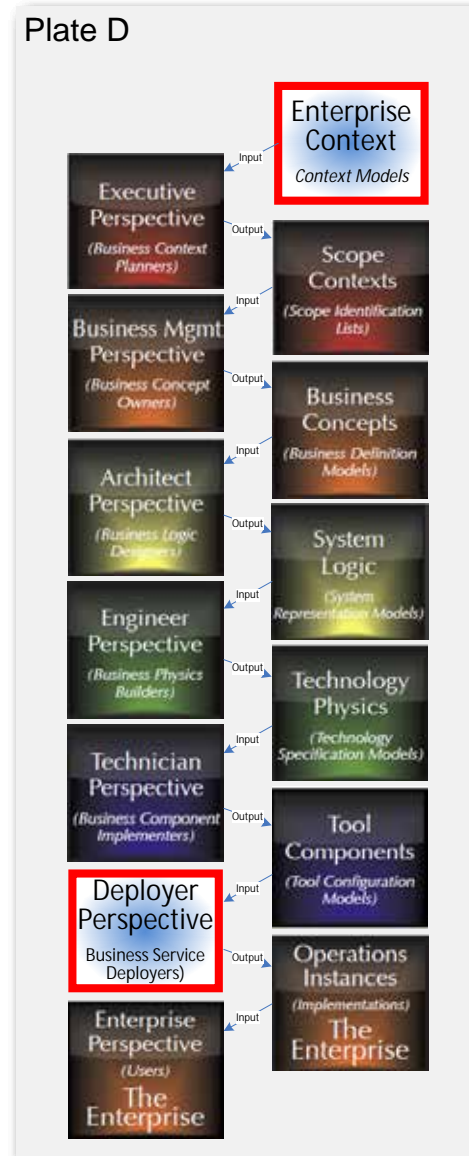 Plate D
Enterprise
Context
Context Models
Input
Executive
Perspective
(Business Context
Planners)
Output
Scope
Contexts
(Scope Identification
Lists)
Input
Business Mgmt
Perspective
(Business Concept
Owners)
Output
Business
Concepts
(Business Definition
Models)
Input
Architect
Perspective
(Business Logic
Designers)
Output
System
Logic
(System
Representation Models)
Input
Engineer
Perspective
(Business Physics
Builders)
Output
Technology
Physics
(Technology
Specification Models)
Input
Technician
Perspective
(Business Component
Implementers)
Output
Tool
Components
(Tool Configuration
Models)
Input
Deployer
Perspective
Business Service
Deployers)
Output
Operations
Instances
(Implementations)
The
Enterprise
Input
Enterprise
Perspective
(Users)
The
Enterprise